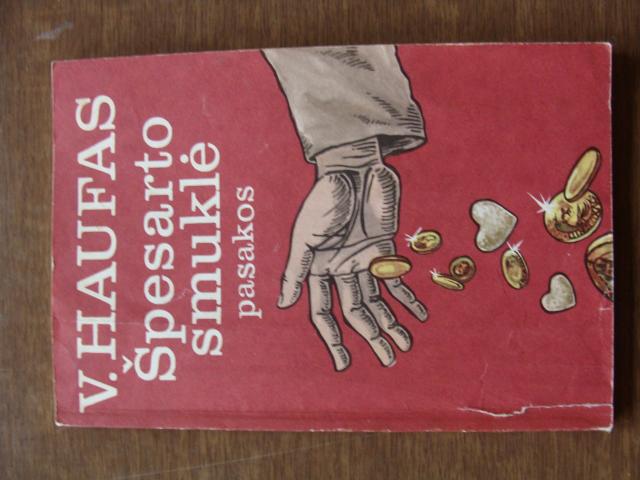 V. HAUFAS
Špesarto
smuklė
pasakos